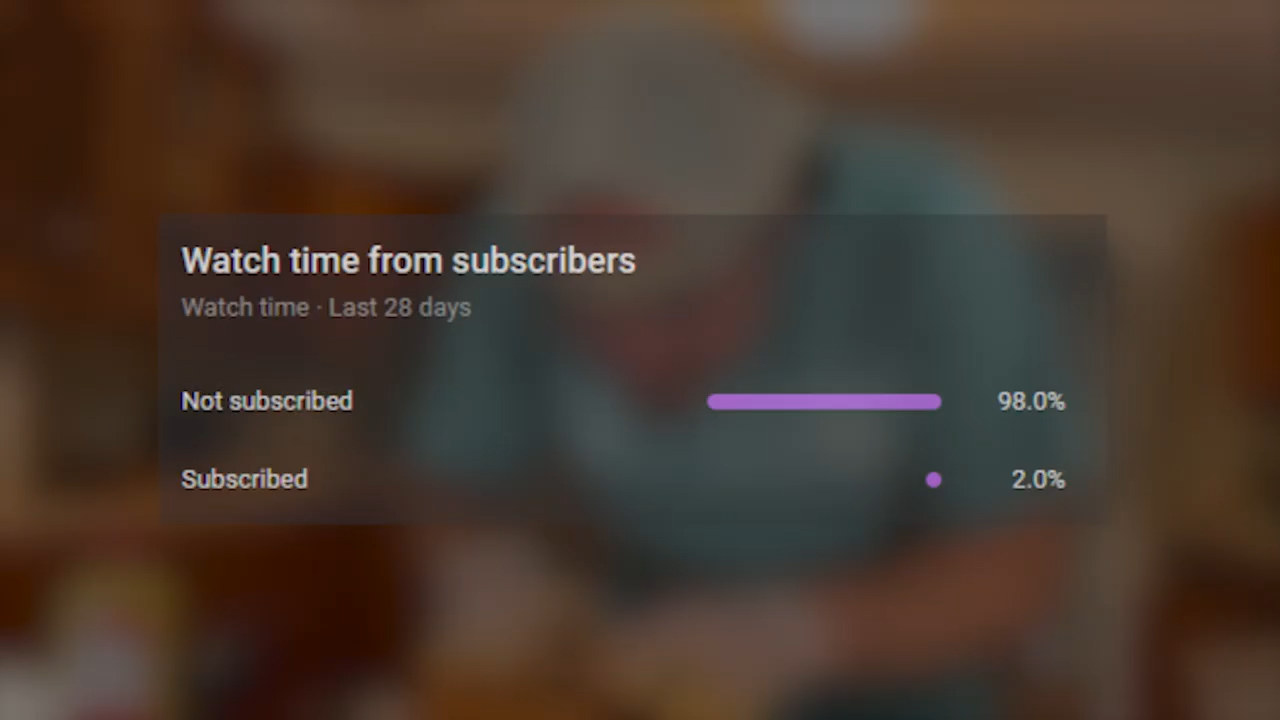 Watch time from subscribers
Watch time · Last 28 days
Not subscribed 98.0%
Subscribed 2.0%